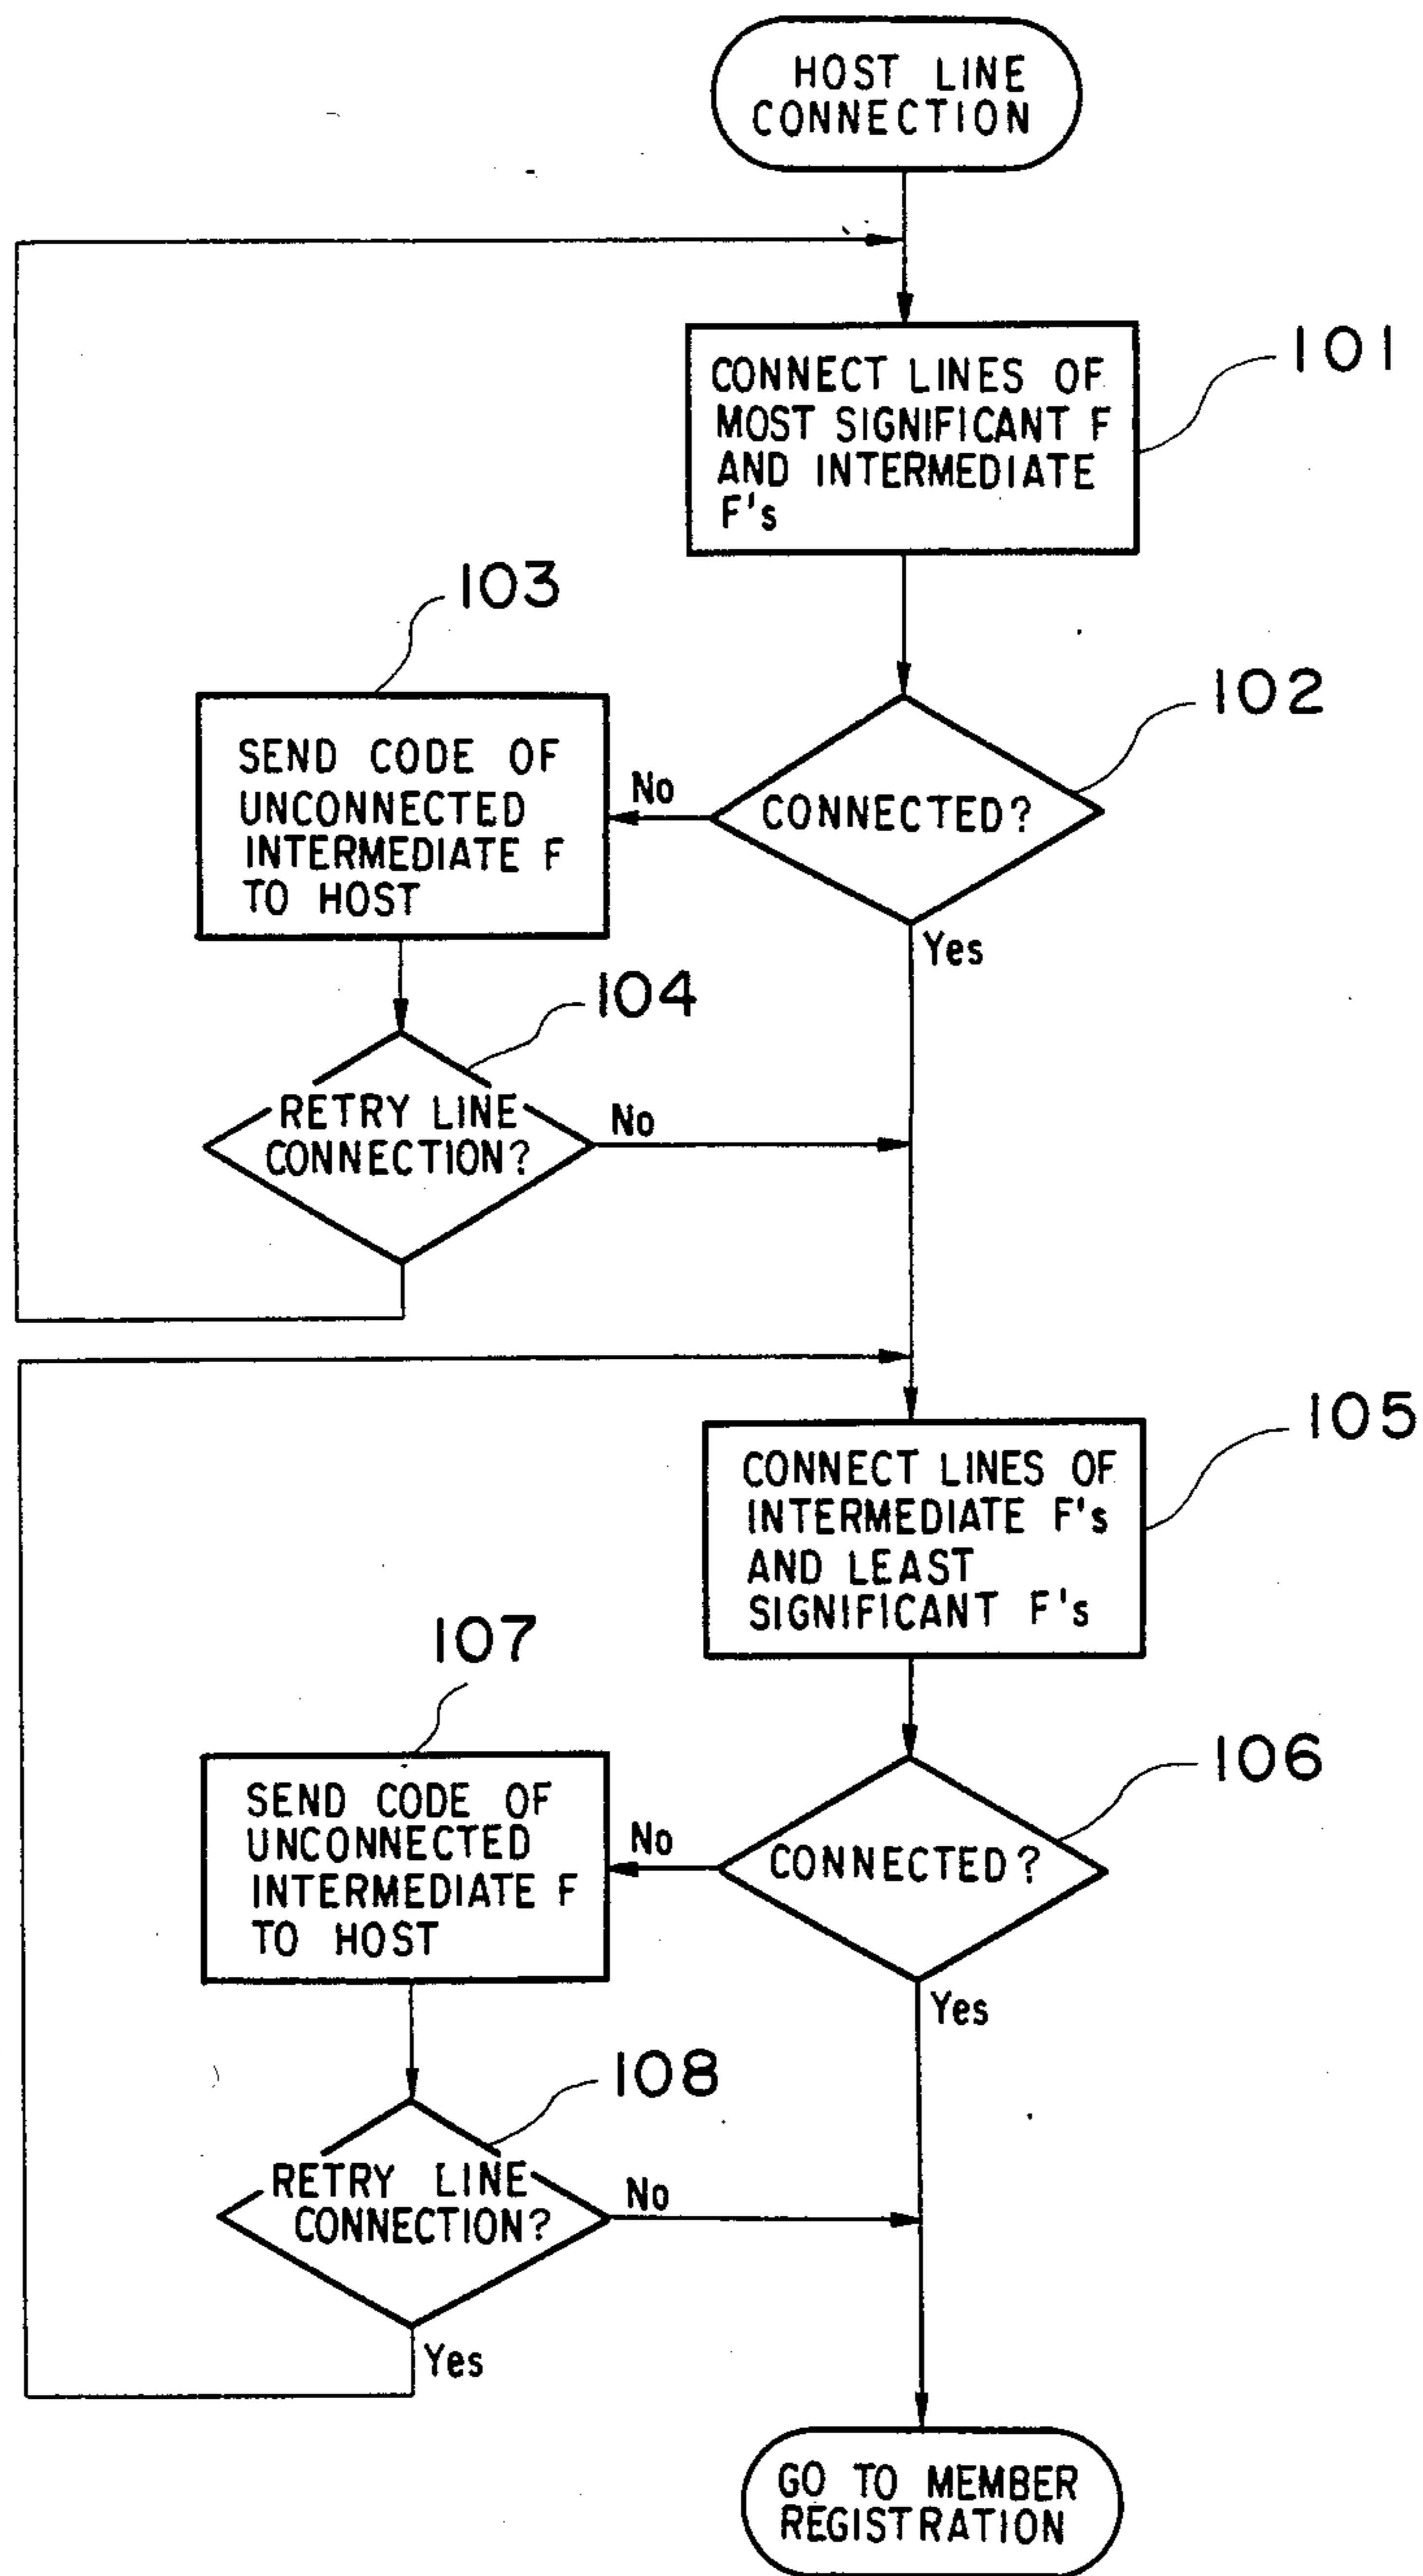 HOST LINE
CONNECTION
101
CONNECT LINES OF
MOST SIGNIFICANT F
AND INTERMEDIATE
F's
103
102
SEND CODE OF
UNCONNECTED
INTERMEDIATE F
TO HOST
No
CONNECTED?
Yes
104
RETRY LINE
CONNECTION?
No
105
CONNECT LINES OF
INTERMEDIATE F's
AND LEAST
SIGNIFICANT F's
107
106
SEND CODE OF
UNCONNECTED
INTERMEDIATE F
TO HOST
No
CONNECTED?
Yes
108
RETRY LINE
CONNECTION?
No
Yes
GO TO MEMBER
REGISTRATION